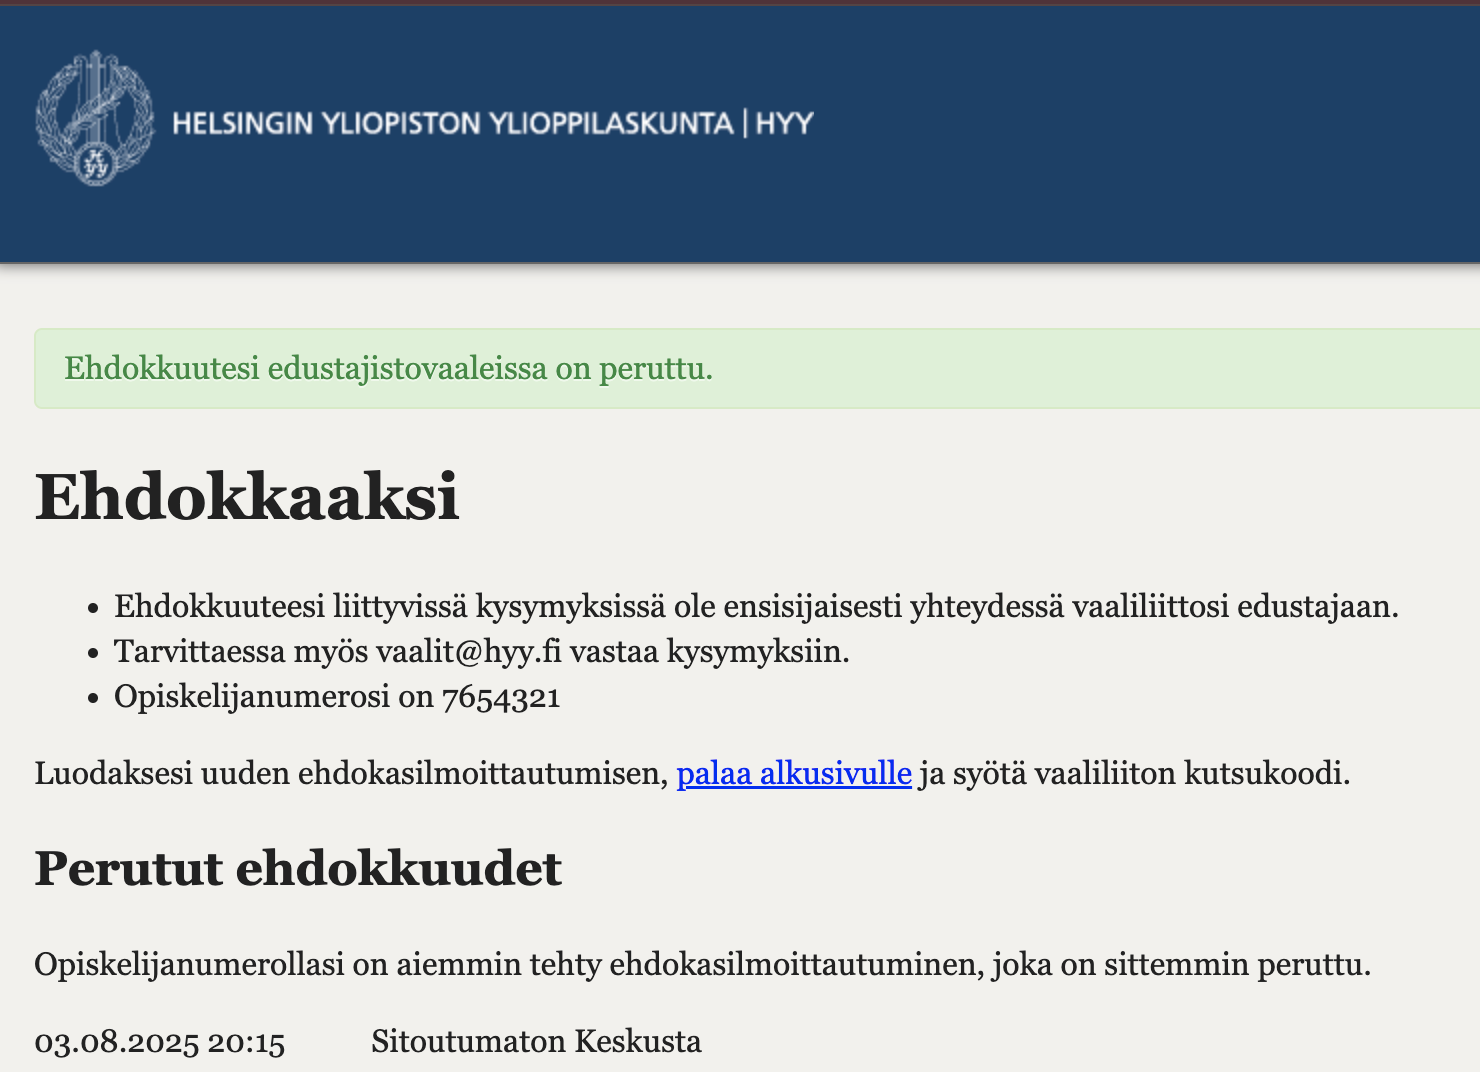 HELSINGIN YLIOPISTON YLIOPPILASKUNTA | HYY
Ehdokkuutesi edustajistovaaleissa on peruttu.
Ehdokkaaksi
• Ehdokkuuteesi liittyvissä kysymyksissä ole ensisijaisesti yhteydessä vaaliliittosi edustajaan.
• Tarvittaessa myös vaalit@hyy.fi vastaa kysymyksiin.
• Opiskelijanumerosi on 7654321
Luodaksesi uuden ehdokasilmoittautumisen, palaa alkusivulle ja syötä vaaliliiton kutsukoodi.
Perutut ehdokkuudet
Opiskelijanumerollasi on aiemmin tehty ehdokasilmoittautuminen, joka on sittemmin peruttu.
03.08.2025 20:15 Sitoutumaton Keskusta